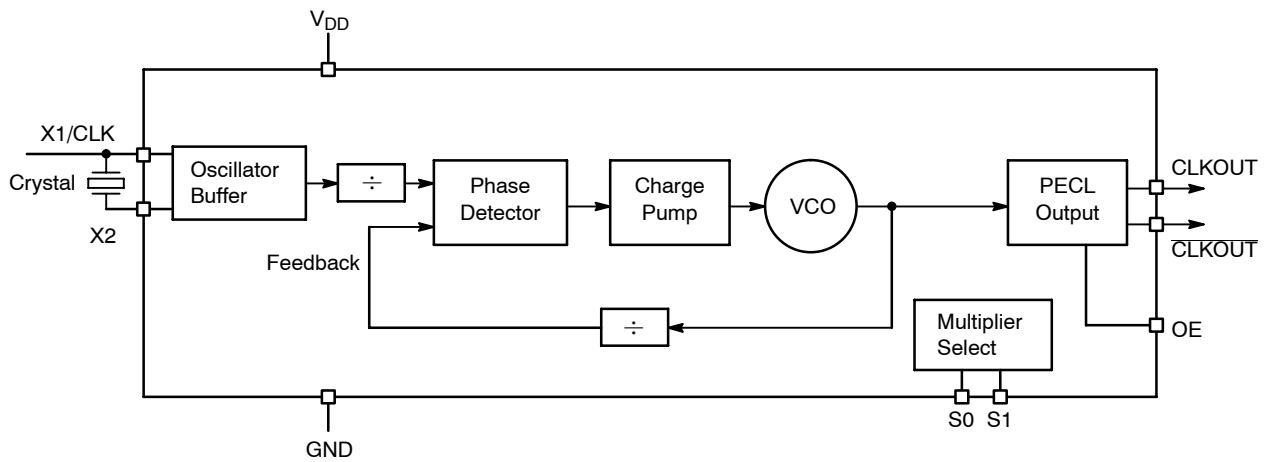 VDD
X1/CLK
Crystal
X2
Oscillator
Buffer
÷
Phase
Detector
Charge
Pump
VCO
PECL
Output
CLKOUT
CLKOUT
Feedback
÷
Multiplier
Select
OE
S0 S1
GND